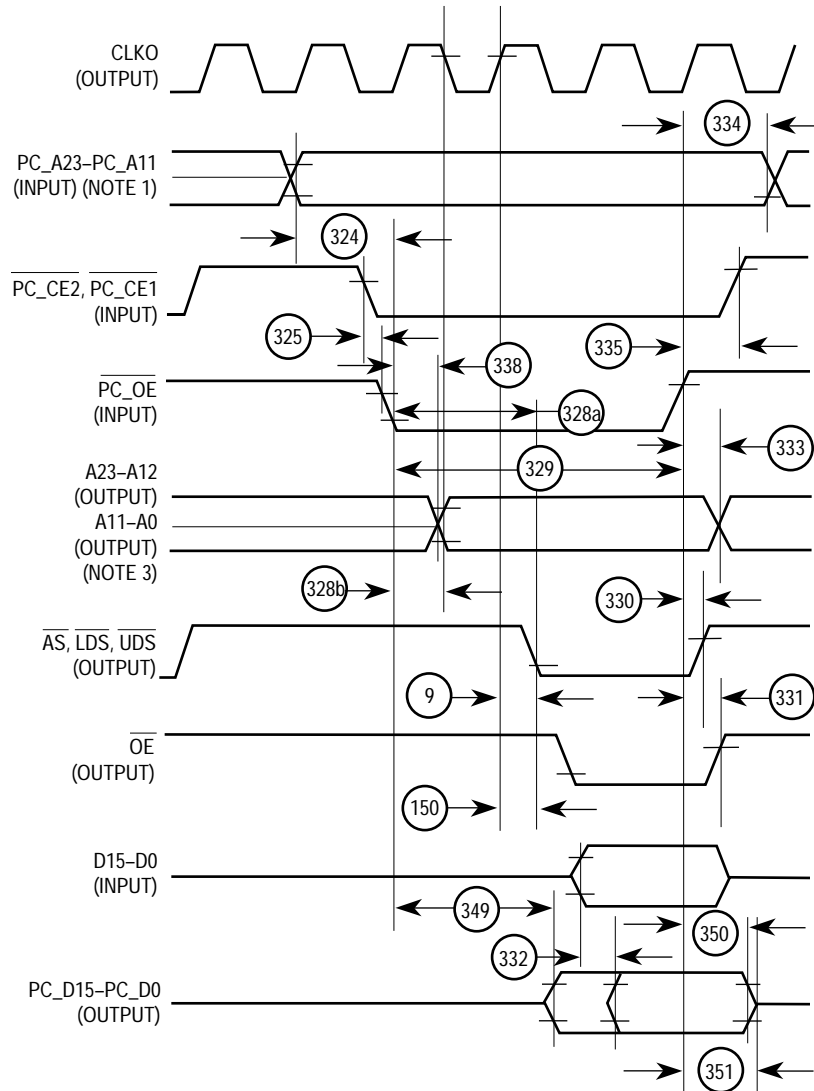 CLKO
(OUTPUT)
334
PC_A23–PC_A11
(INPUT) (NOTE 1)
324
PC_CE2, PC_CE1
(INPUT)
325
338
335
PC_OE
(INPUT)
328a
333
329
A23–A12
(OUTPUT)
A11–A0
(OUTPUT)
(NOTE 3)
328b
330
AS, LDS, UDS
(OUTPUT)
9
331
OE
(OUTPUT)
150
D15–D0
(INPUT)
349
350
332
PC_D15–PC_D0
(OUTPUT)
351